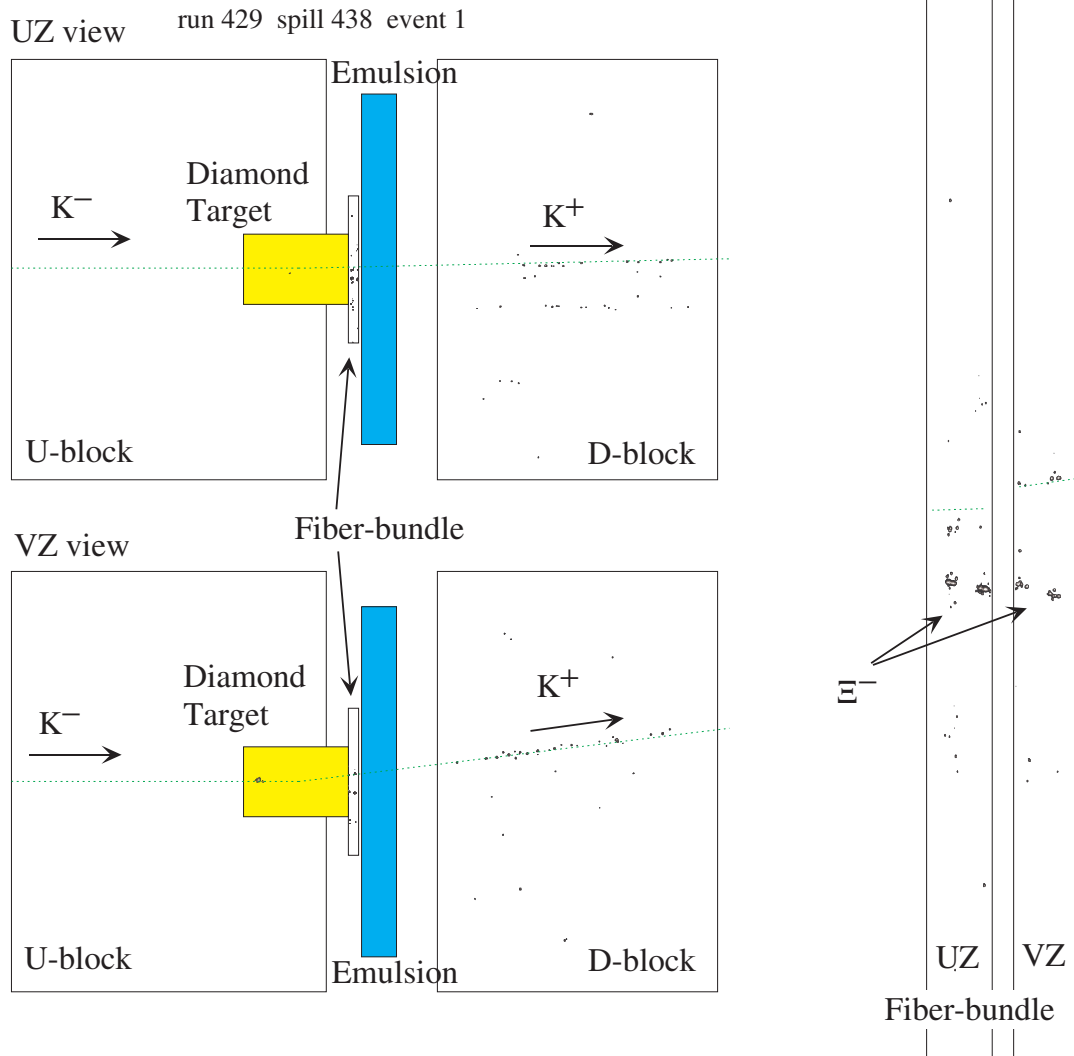 UZ view
run 429 spill 438 event 1
Emulsion
Diamond
Target
K−
K+
U-block
D-block
Fiber-bundle
VZ view
Diamond
Target
K−
K+
U-block
Emulsion
D-block
Ξ−
UZ
VZ
Fiber-bundle